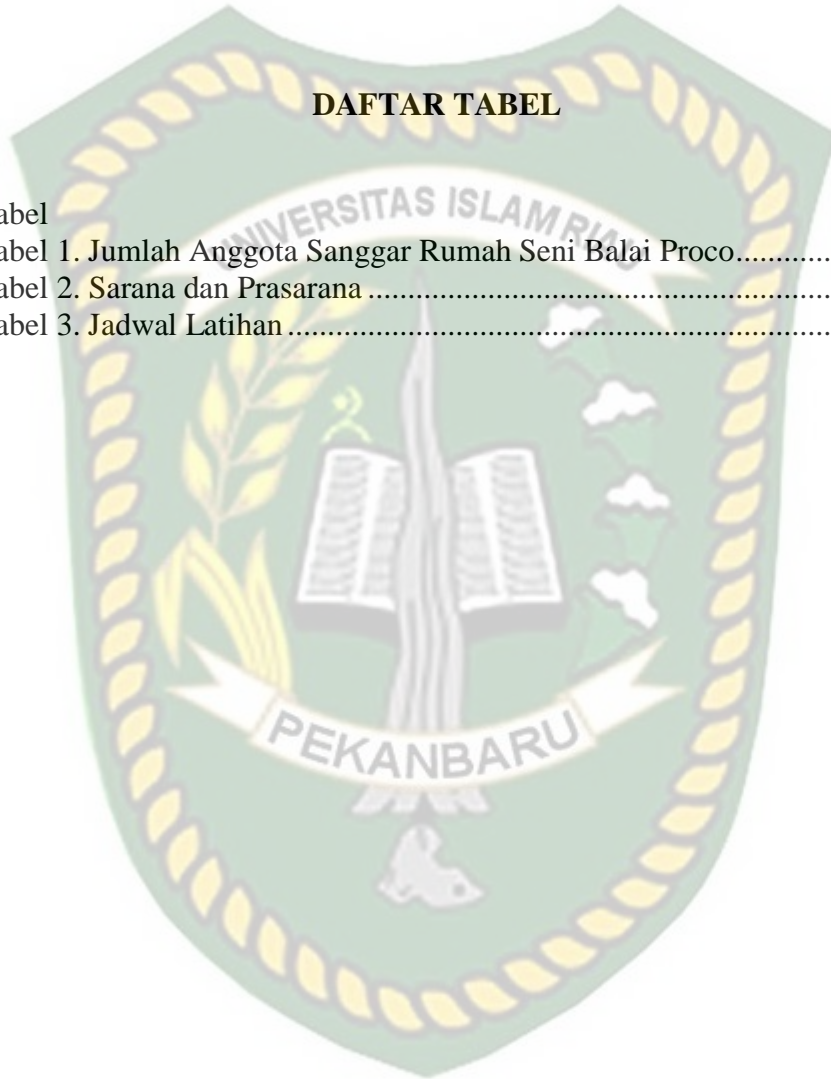 DAFTAR TABEL
UNIVERSITAS ISLAM RIAU
abel
abel 1. Jumlah Anggota Sanggar Rumah Seni Balai Proco............
abel 2. Sarana dan Prasarana ..........................................................
abel 3. Jadwal Latihan ....................................................................
PEKANBARU